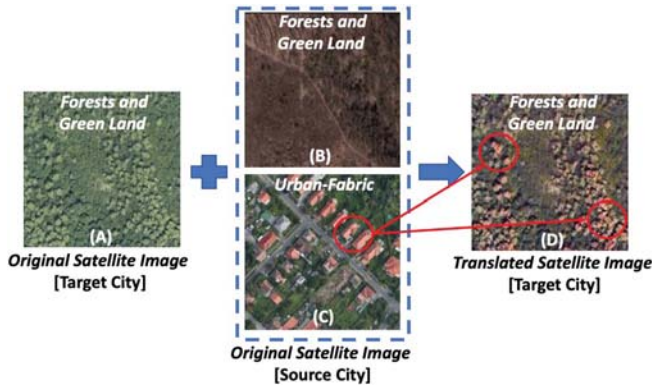 Forests and
Green Land
(A)
Original Satellite Image
[Target City]
Forests and
Green Land
(B)
Urban-Fabric
(C)
Original Satellite Image
[Source City]
Forests and
Green Land
(D)
Translated Satellite Image
[Target City]